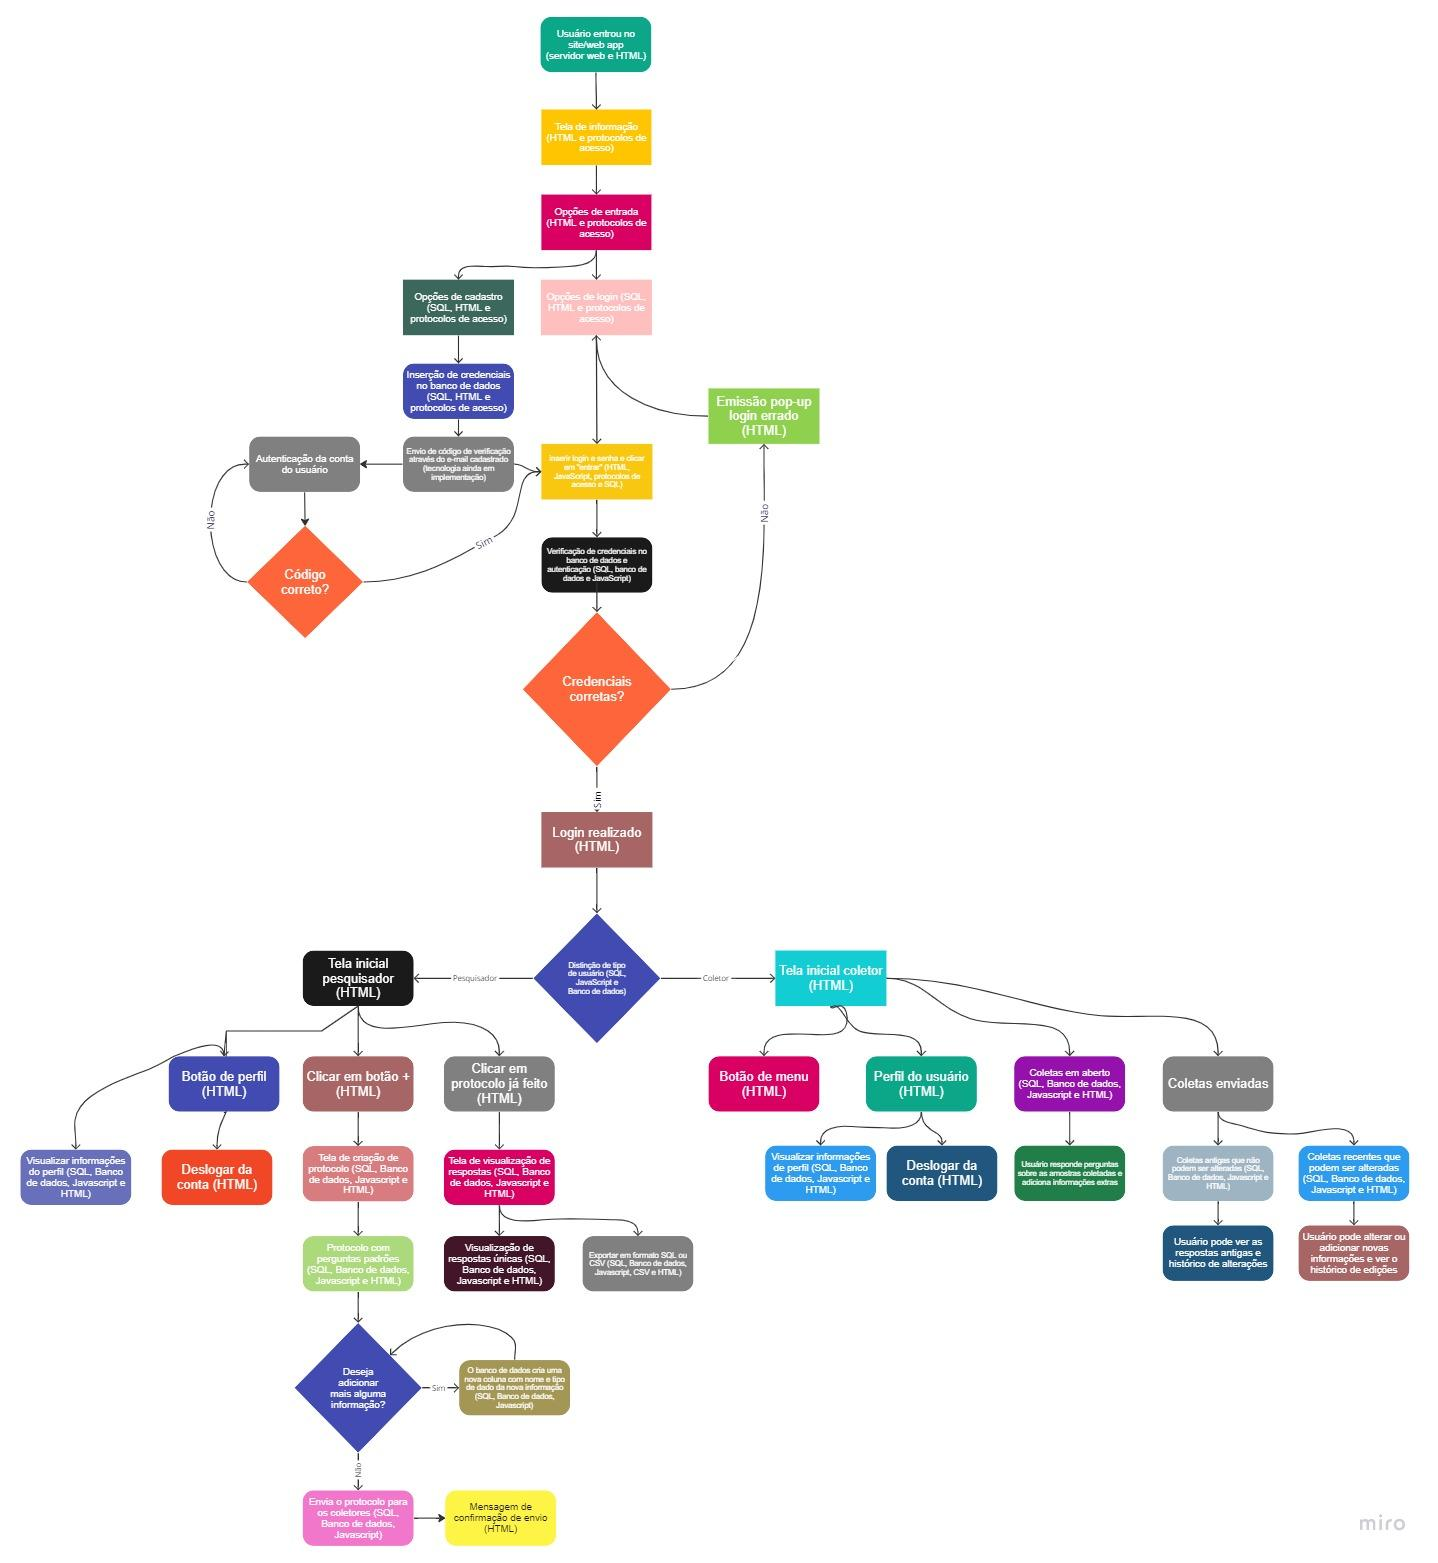 Usuário entrou no
site/web app
(servidor web e HTML)
Tela de informação
(HTML e protocolos de
acesso)
Opções de entrada
(HTML e protocolos de
acesso)
Opções de cadastro
(SQL, HTML e
protocolos de acesso)
Opções de login (SQL,
HTML e protocolos de
acesso)
Inserção de credenciais
no banco de dados
(SQL, HTML e
protocolos de acesso)
Emissão pop-up
login errado
(HTML)
Autenticação da conta
do usuário
Envio de código de verificação
através do e-mail cadastrado
(tecnologia ainda em
implementação)
Inserir login e senha e clicar
em "entrar" (HTML,
JavaScript, protocolos de
acesso e SQL)
Não
Sim
Não
Código
correto?
Verificação de credenciais no
banco de dados e
autenticação (SQL, banco de
dados e JavaScript)
Credenciais
corretas?
Sim
Login realizado
(HTML)
Tela inicial
pesquisador
(HTML)
Pesquisador
Distinção de tipo
de usuário (SQL,
JavaScript e
Banco de dados)
Coletor
Tela inicial coletor
(HTML)
Botão de perfil
(HTML)
Clicar em botão +
(HTML)
Clicar em
protocolo já feito
(HTML)
Botão de menu
(HTML)
Perfil do usuário
(HTML)
Coletas em aberto
(SQL, Banco de dados,
Javascript e HTML)
Coletas enviadas
Visualizar informações
do perfil (SQL, Banco
de dados, Javascript e
HTML)
Deslogar da
conta (HTML)
Tela de criação de
protocolo (SQL, Banco
de dados, Javascript e
HTML)
Tela de visualização de
respostas (SQL, Banco
de dados, Javascript e
HTML)
Visualizar informações
de perfil (SQL, Banco
de dados, Javascript e
HTML)
Deslogar da
conta (HTML)
Usuário responde perguntas
sobre as amostras coletadas e
adiciona informações extras
Coletas antigas que não
podem ser alteradas (SQL,
Banco de dados, Javascript e
HTML)
Coletas recentes que
podem ser alteradas
(SQL, Banco de dados,
Javascript e HTML)
Protocolo com
perguntas padrões
(SQL, Banco de dados,
Javascript e HTML)
Visualização de
respostas únicas (SQL,
Banco de dados,
Javascript e HTML)
Exportar em formato SQL ou
CSV (SQL, Banco de dados,
Javascript, CSV e HTML)
Usuário pode ver as
respostas antigas e
histórico de alterações
Usuário pode alterar ou
adicionar novas
informações e ver o
histórico de edições
Deseja
adicionar
mais alguma
informação?
Sim
O banco de dados cria uma
nova coluna com nome e tipo
de dado da nova informação
(SQL, Banco de dados,
Javascript)
Não
Envia o protocolo para
os coletores (SQL,
Banco de dados,
Javascript)
Mensagem de
confirmação de envio
(HTML)
miro